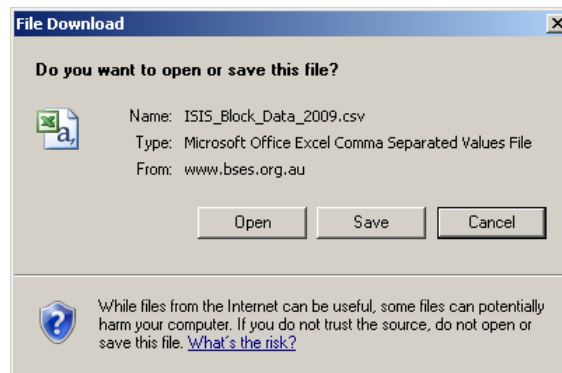 File Download
Do you want to open or save this file?
Name: ISIS_Block_Data_2009.csv
Type: Microsoft Office Excel Comma Separated Values File
From: www.bses.org.au
Open Save Cancel
While files from the Internet can be useful, some files can potentially
harm your computer. If you do not trust the source, do not open or
save this file. What's the risk?